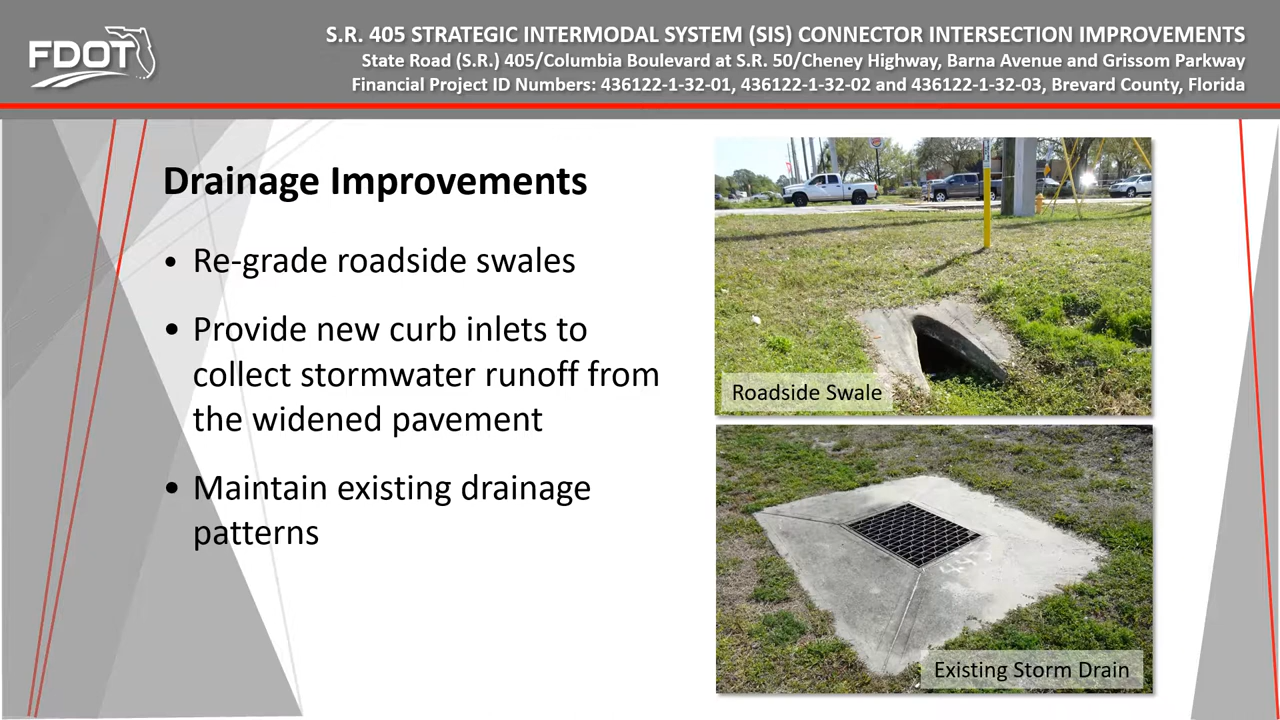 FDOT
S.R. 405 STRATEGIC INTERMODAL SYSTEM (SIS) CONNECTOR INTERSECTION IMPROVEMENTS
State Road (S.R.) 405/Columbia Boulevard at S.R. 50/Cheney Highway, Barna Avenue and Grissom Parkway
Financial Project ID Numbers: 436122-1-32-01, 436122-1-32-02 and 436122-1-32-03, Brevard County, Florida
Drainage Improvements
• Re-grade roadside swales
• Provide new curb inlets to
collect stormwater runoff from
the widened pavement
• Maintain existing drainage
patterns
Roadside Swale
Existing Storm Drain